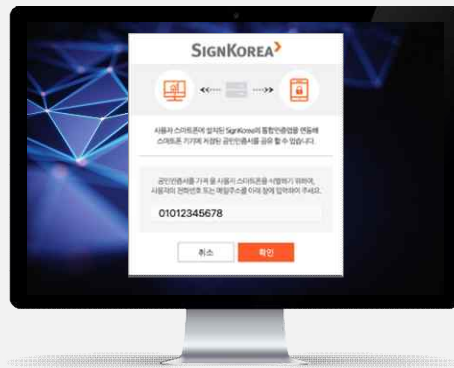 SIGNKOREA
사용자 스마트폰에 설치된 SignKorea의 통합인증앱을 연동해
스마트폰 기기에 저장된 공인인증서를 공유 할 수 있습니다.
공인인증서를 가져 올 사용자 스마트폰을 식별하기 위하여,
사용자의 전화번호 또는 메일주소를 아래 창에 입력하여 주세요.
01012345678
취소 확인